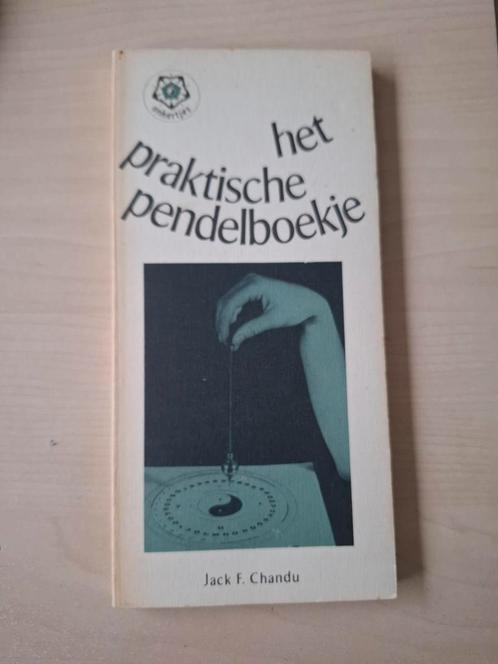 ankertjes
het
praktische
pendelboekje
Jack F. Chandu